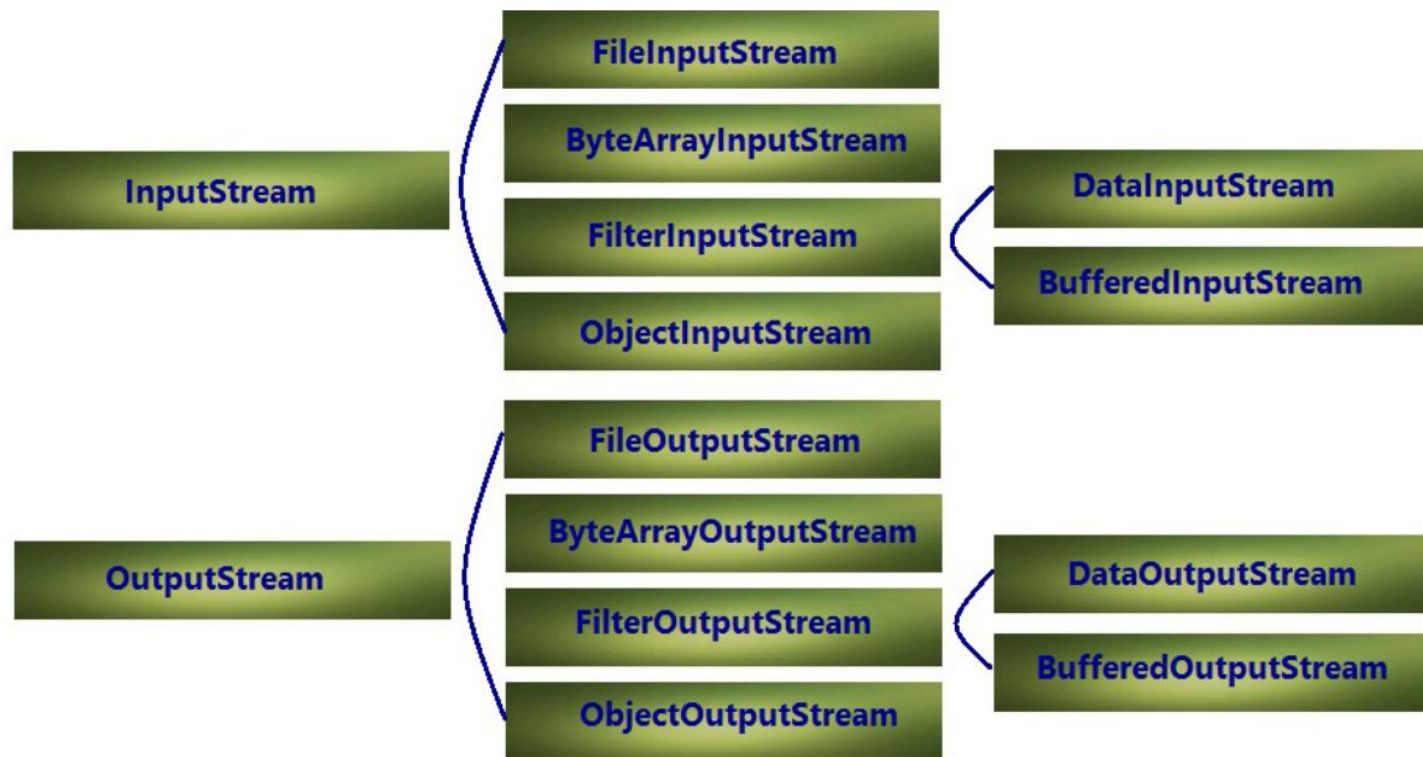 InputStream
FileInputStream
ByteArrayInputStream
FilterInputStream
ObjectInputStream
DataInputStream
BufferedInputStream
OutputStream
FileOutputStream
ByteArrayOutputStream
FilterOutputStream
ObjectOutputStream
DataOutputStream
BufferedOutputStream